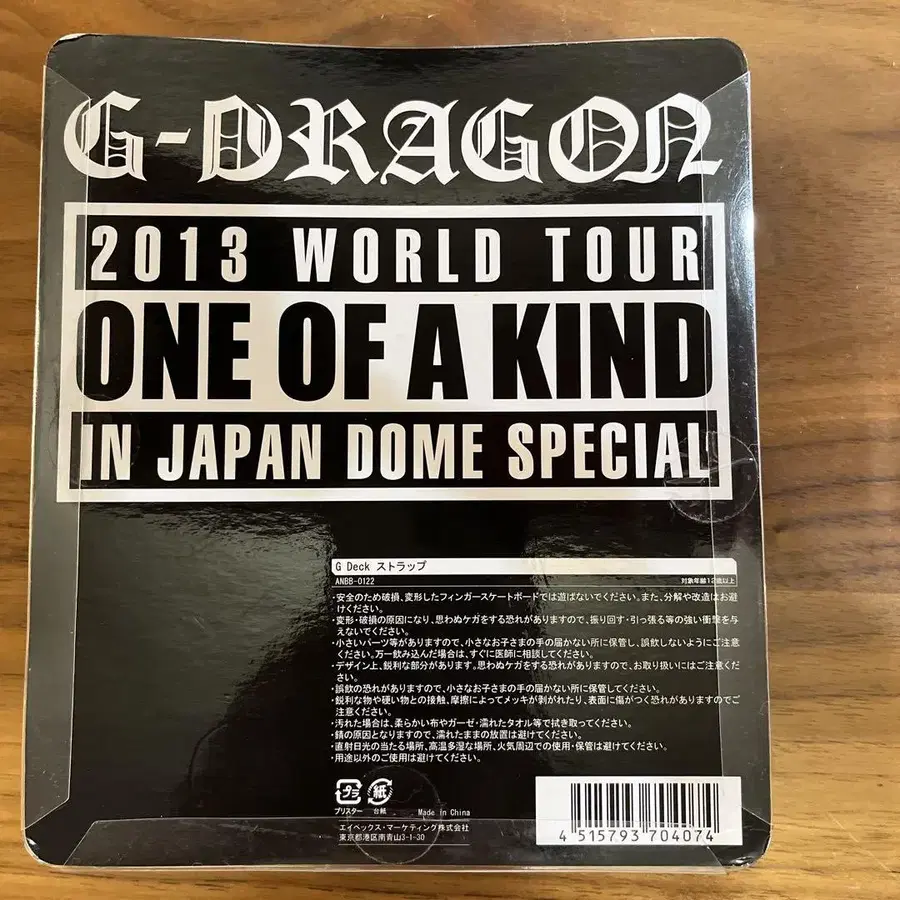 G-DRAGON
2013 WORLD TOUR
ONE OF A KIND
IN JAPAN DOME SPECIAL
G Deck ストラップ
ANBB-0122
対象年齢12歳以上
・安全のため破損、変形したフィンガースケートボードでは遊ばないでください。また、分解や改造はお避
けください。
・変形・破損の原因になり、思わぬケガをする恐れがありますので、振り回す・引っ張る等の強い衝撃を与
えないでください。
・小さいパーツ等がありますので、小さなお子さまの手の届かない所に保管し、誤飲しないようにご注意
ください。万一飲み込んだ場合は、すぐに医師に相談してください。
・デザイン上、鋭利な部分があります。思わぬケガをする恐れがありますので、お取り扱いにはご注意くだ
さい。
・誤飲の恐れがありますので、小さなお子さまの手の届かない所に保管してください。
・鋭利な物や硬い物との接触、摩擦によってメッキが剥がれたり、表面に傷がつく恐れがありますのでご
注意ください。
・汚れた場合は、柔らかい布やガーゼ・濡れたタオル等で拭き取ってください。
・錆の原因となりますので、濡れたままの放置は避けてください。
・直射日光の当たる場所、高温多湿な場所、火気周辺での使用・保管は避けてください。
・用途以外のご使用は避けてください。
プラ
紙
ブリスター
台紙
Made in China
エイベックス・マーケティング株式会社
東京都港区南青山3-1-30
4 515793 704074